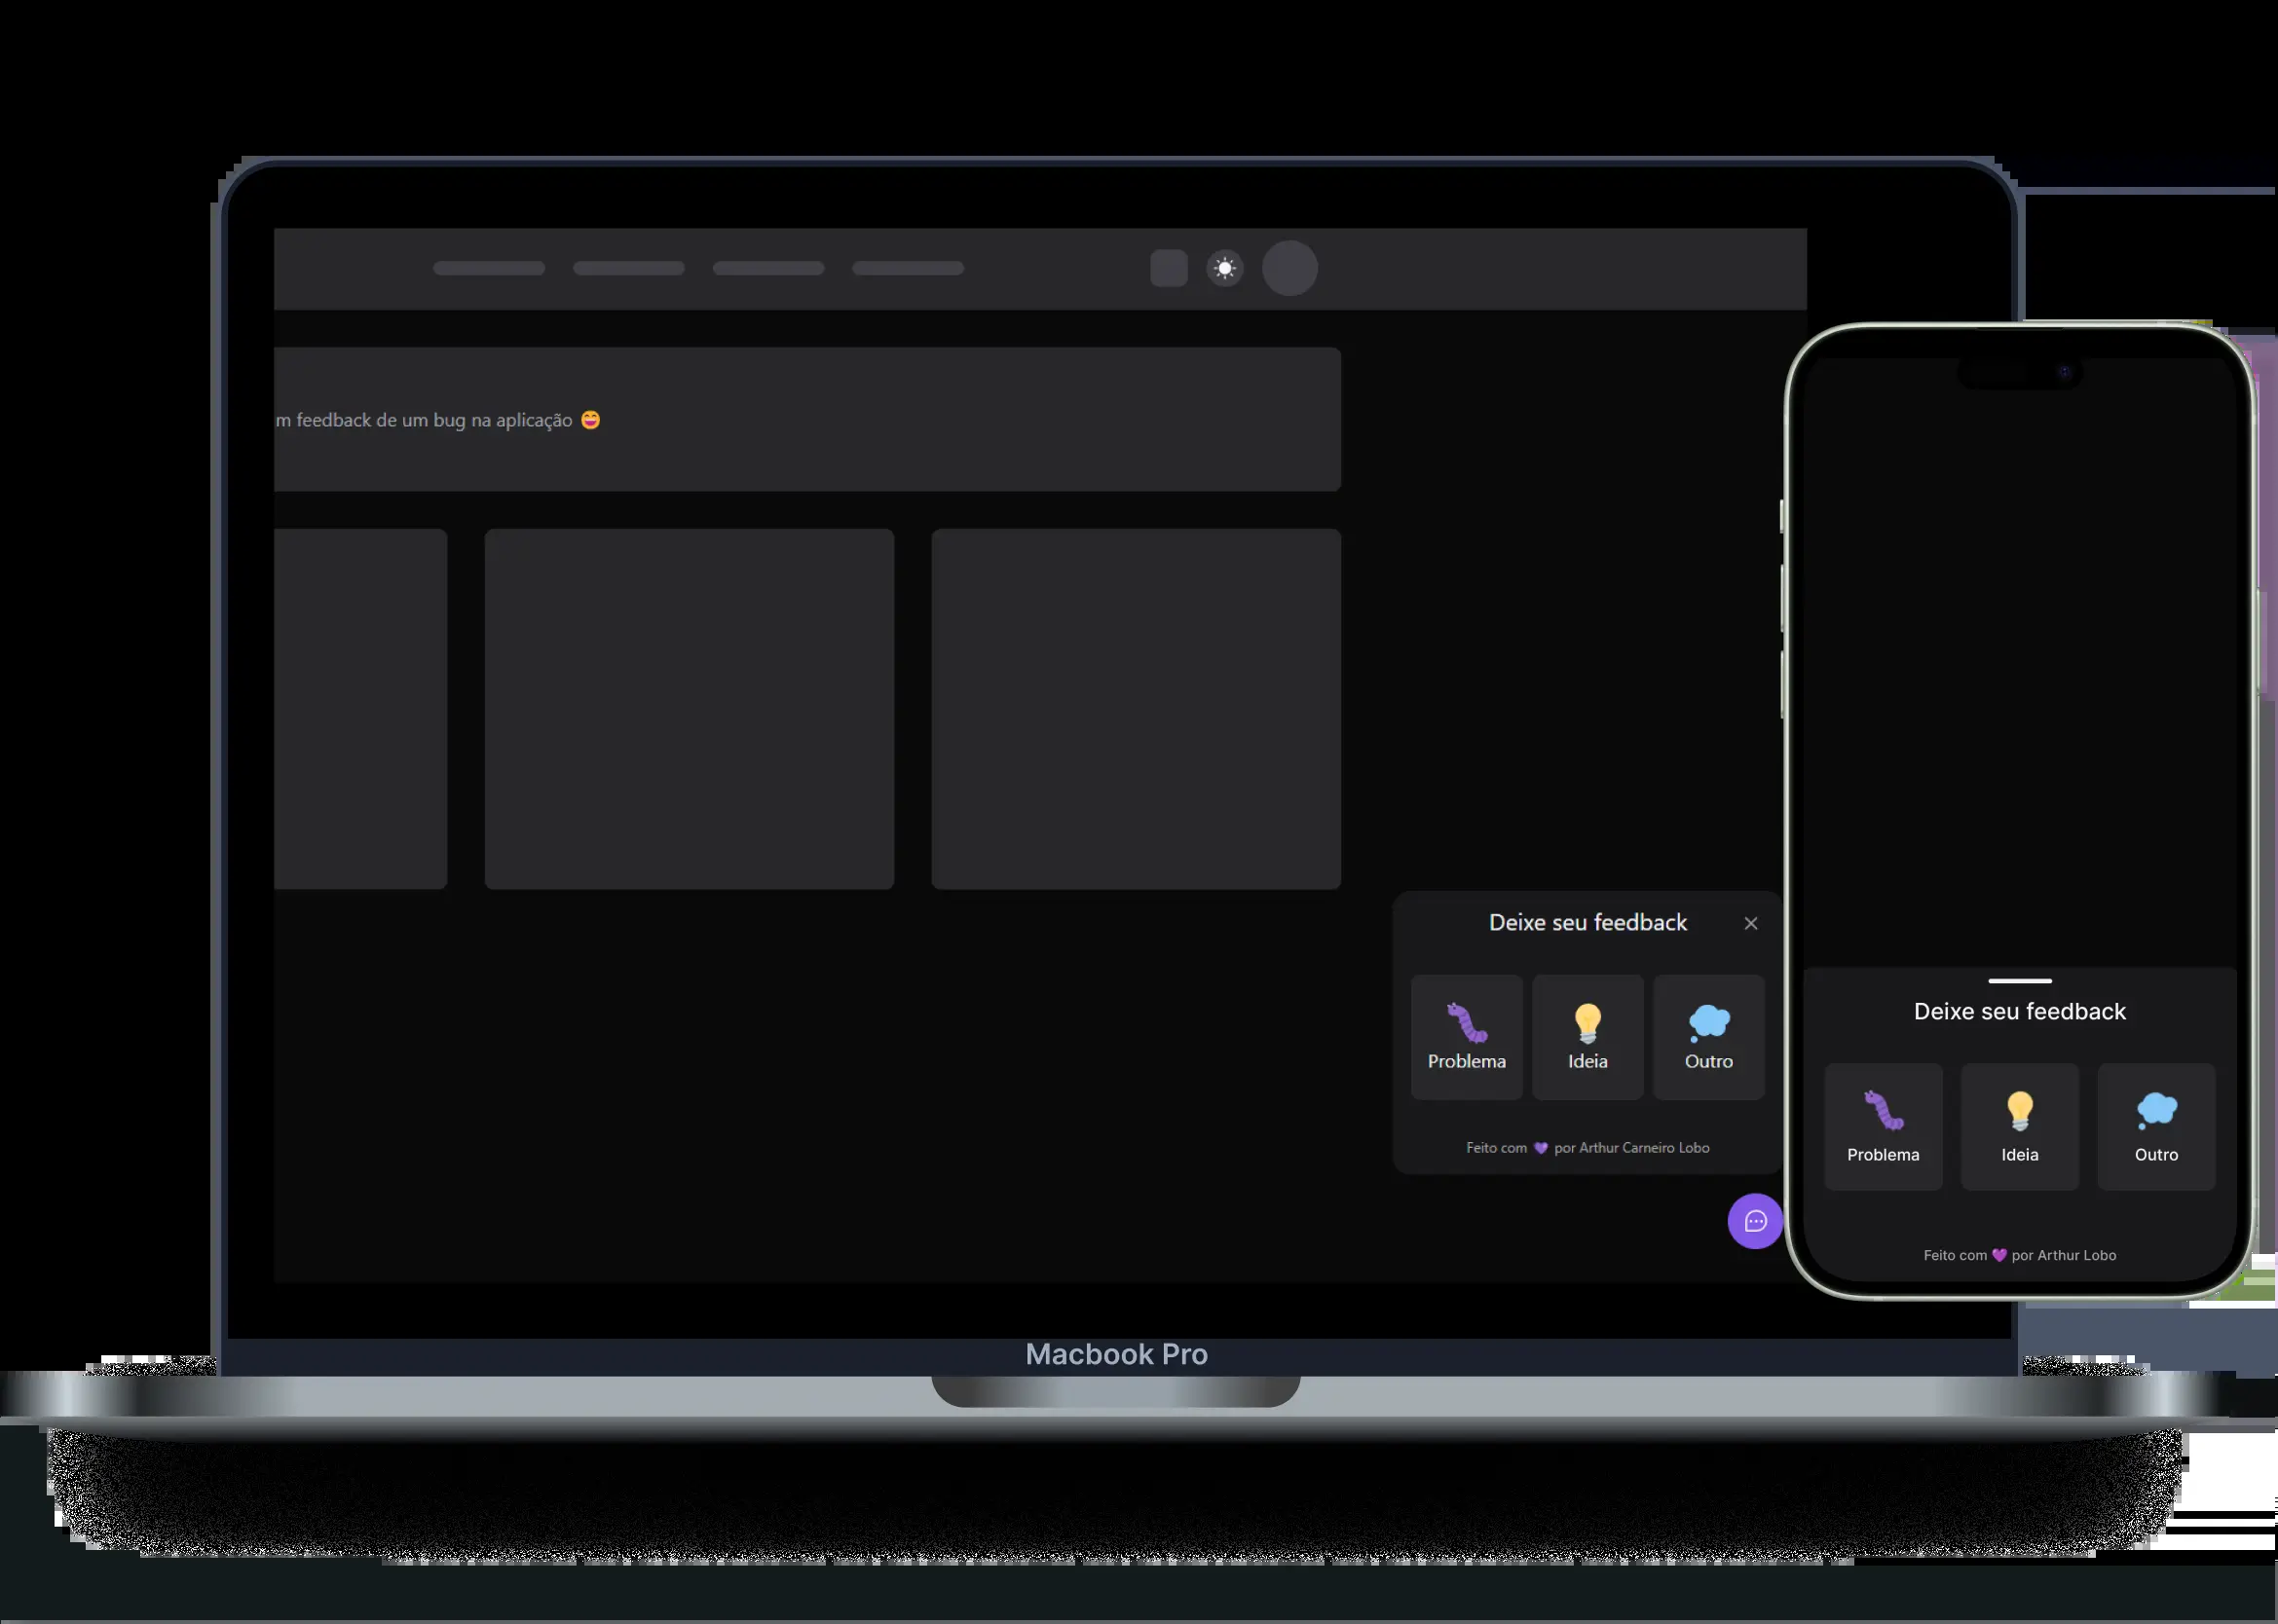 m feedback de um bug na aplicação 😄
Deixe seu feedback
Problema
Ideia
Outro
Feito com 💜 por Arthur Carneiro Lobo
Deixe seu feedback
Problema
Ideia
Outro
Feito com 💜 por Arthur Lobo
Macbook Pro